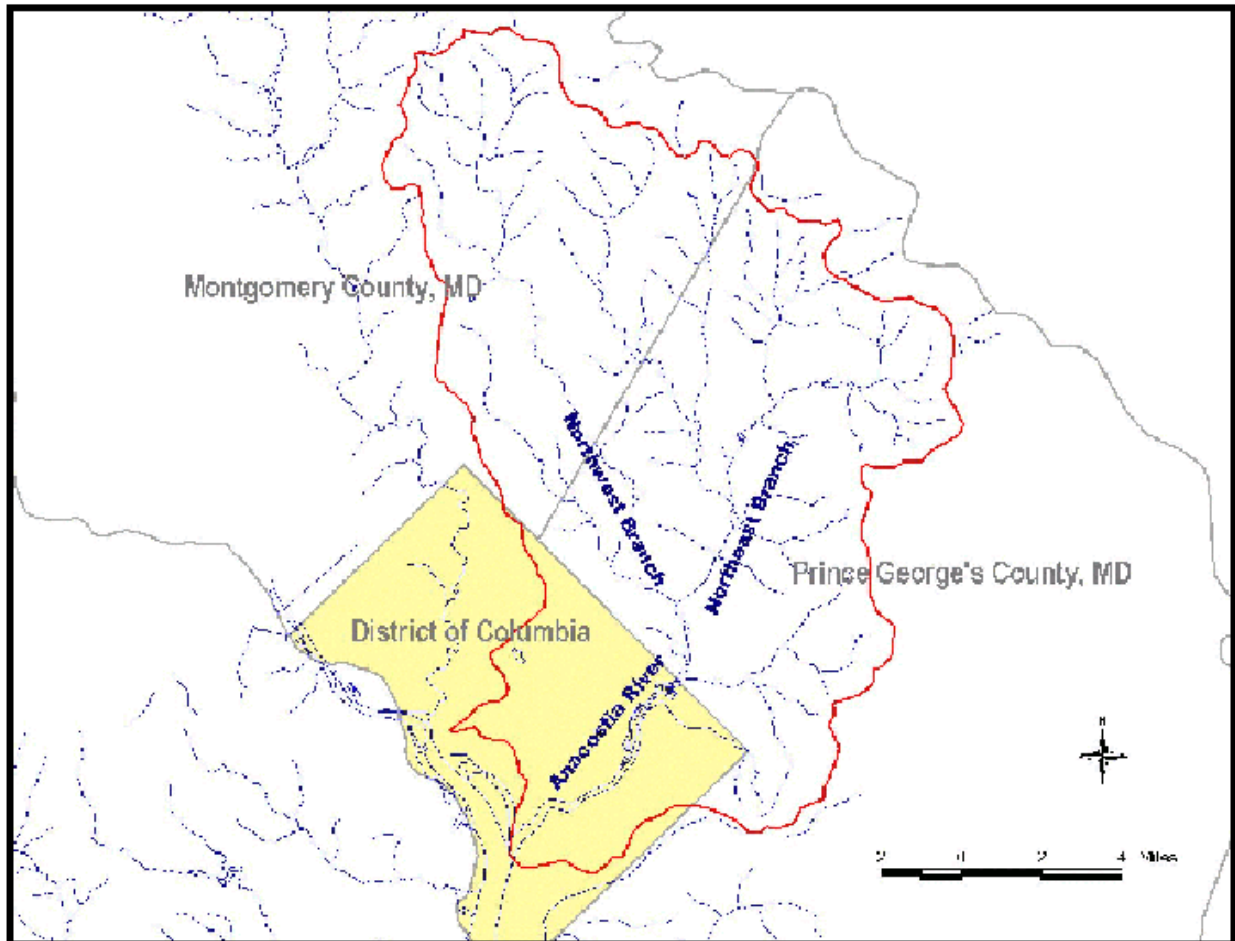 Montgomery County, MD
Northwest Branch
Northeast Branch
Prince George's County, MD
District of Columbia
Anacostia River
N
2 0 2 4 Miles